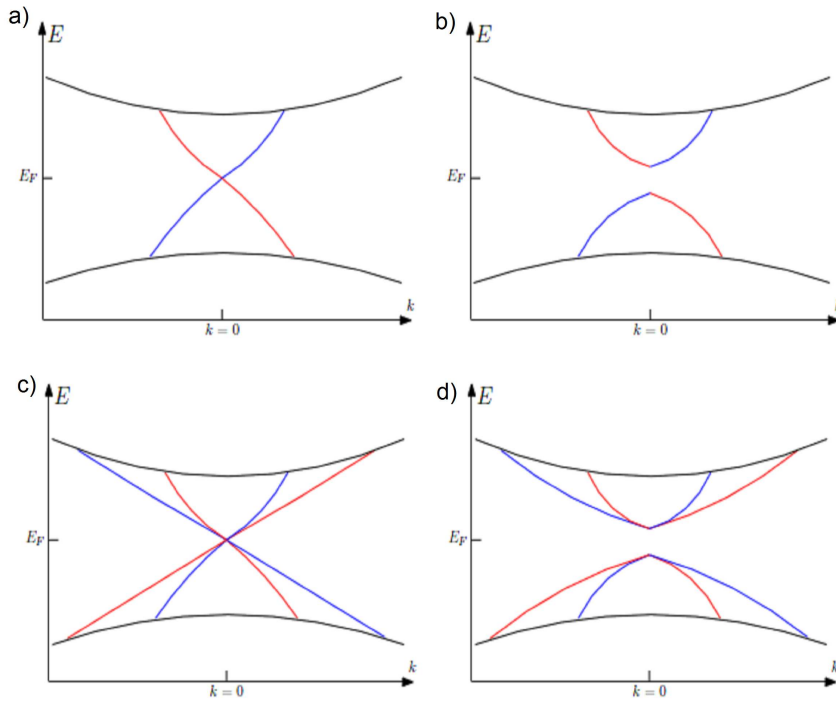 a)
E
E_F
k
k = 0
b)
E
E_F
k = 0
c)
E
E_F
k
k = 0
d)
E
E_F
k
k = 0